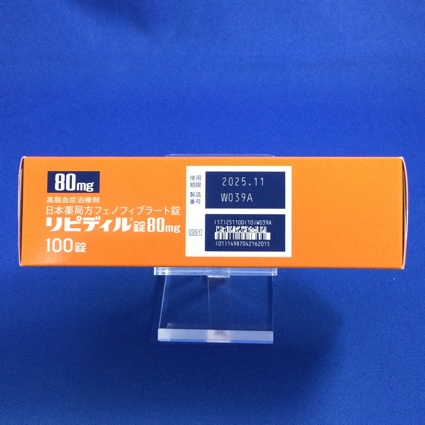 80mg
高脂血症治療剤
日本薬局方フェノフィブラート錠
リピディル錠80mg
100錠
使用期限 2025.11
製造番号 W039A
(17)251100(10)W039A
(01)14987042162015